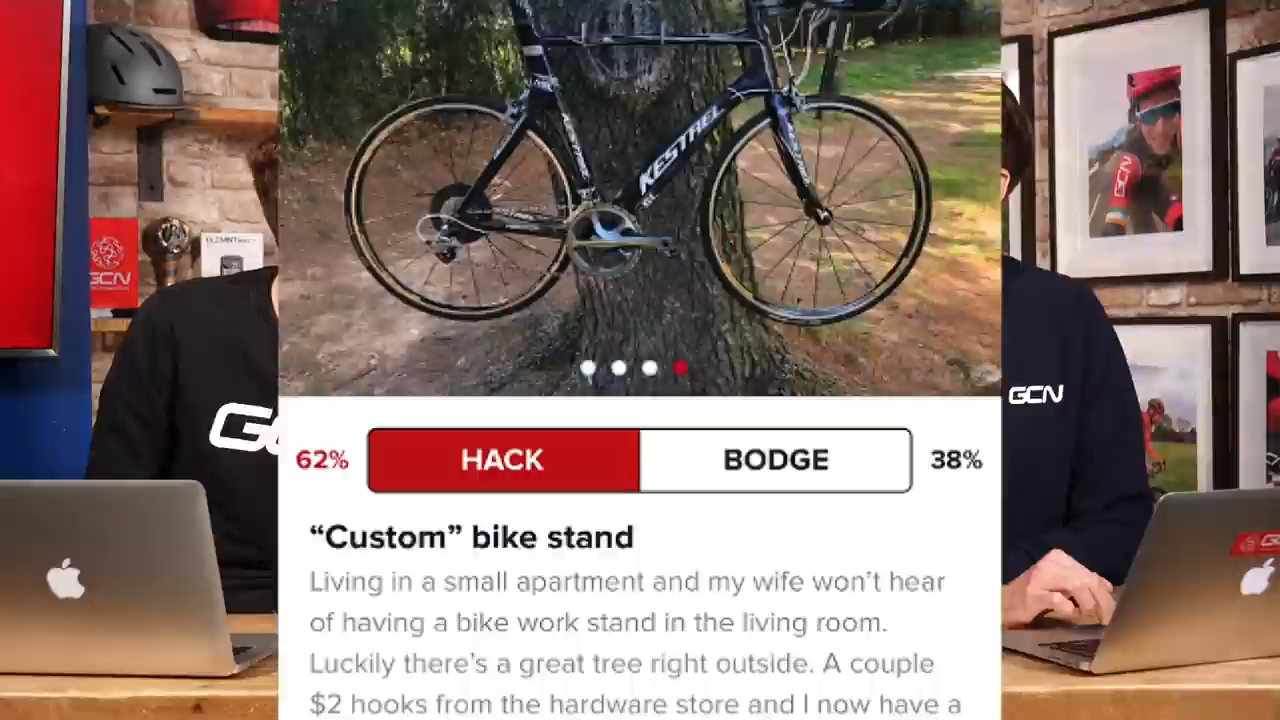 KESTREL
GCN
ELEMNT
GCN
GCN
62%
HACK
BODGE
38%
“Custom” bike stand
Living in a small apartment and my wife won’t hear
of having a bike work stand in the living room.
Luckily there’s a great tree right outside. A couple
$2 hooks from the hardware store and I now have a